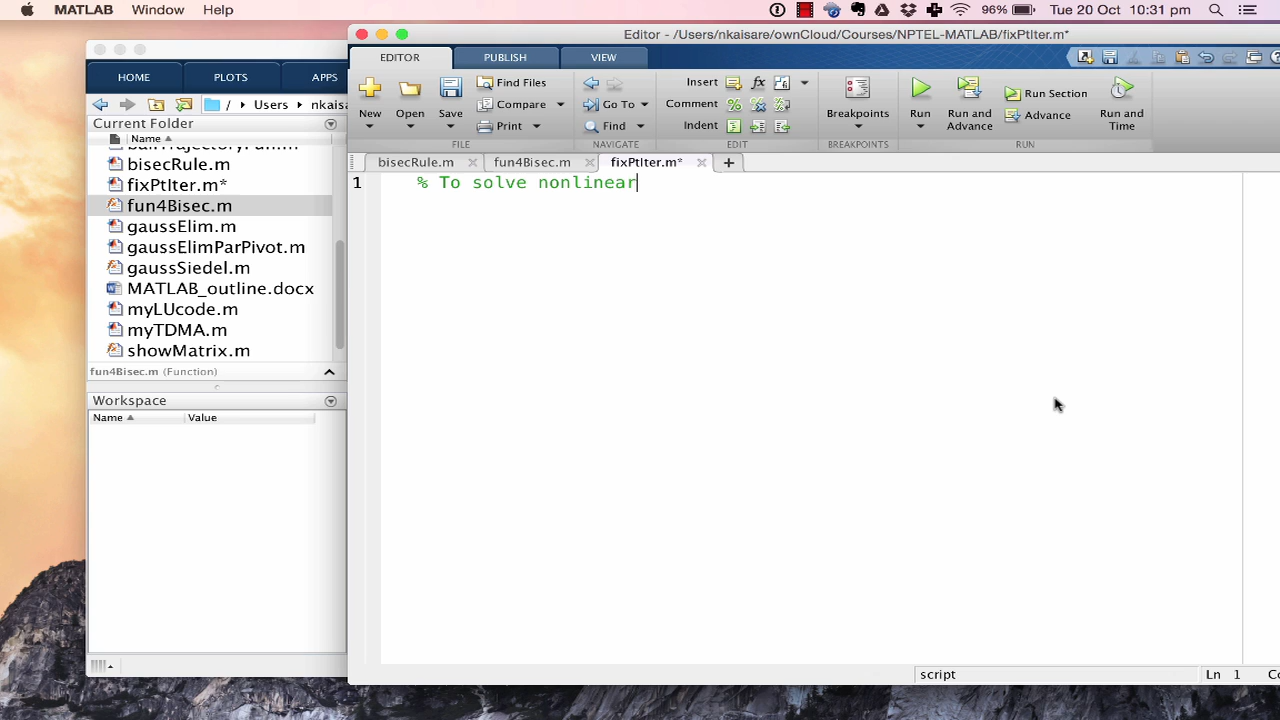 MATLAB Window Help 96% Tue 20 Oct 10:31 pm
Editor - /Users/nkaisare/ownCloud/Courses/NPTEL-MATLAB/fixPtIter.m*
HOME PLOTS APPS
EDITOR PUBLISH VIEW
New Open Save Find Files Compare Print
Go To Find
Insert Comment Indent
Breakpoints
Run Run and Advance Run Section Advance Run and Time
FILE NAVIGATE EDIT BREAKPOINTS RUN
/ Users nkaisa
Current Folder
Name
bisecRule.m
fixPtIter.m*
fun4Bisec.m
gaussElim.m
gaussElimParPivot.m
gaussSiedel.m
MATLAB_outline.docx
myLUcode.m
myTDMA.m
showMatrix.m
fun4Bisec.m (Function)
Workspace
Name Value
bisecRule.m fun4Bisec.m fixPtIter.m* +
1 % To solve nonlinear
script Ln 1